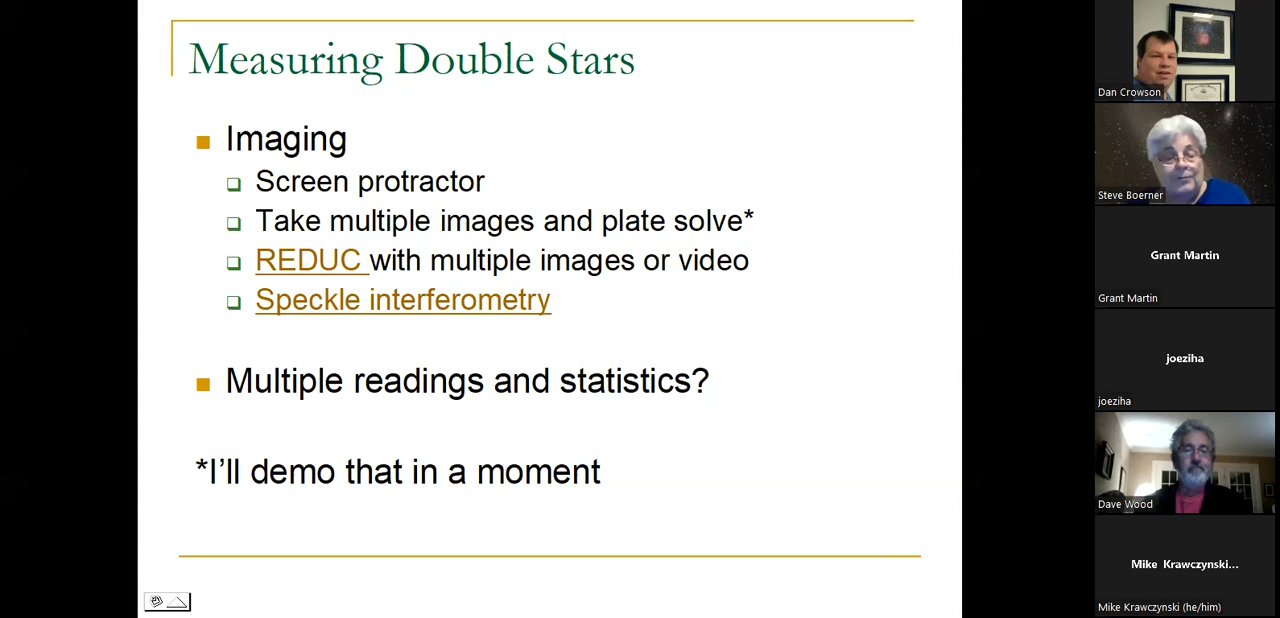 Measuring Double Stars
Imaging
Screen protractor
Take multiple images and plate solve*
REDUC with multiple images or video
Speckle interferometry
Multiple readings and statistics?
*I'll demo that in a moment
Dan Crowson
Steve Boerner
Grant Martin
Grant Martin
joeziha
joeziha
Dave Wood
Mike Krawczynski...
Mike Krawczynski (he/him)